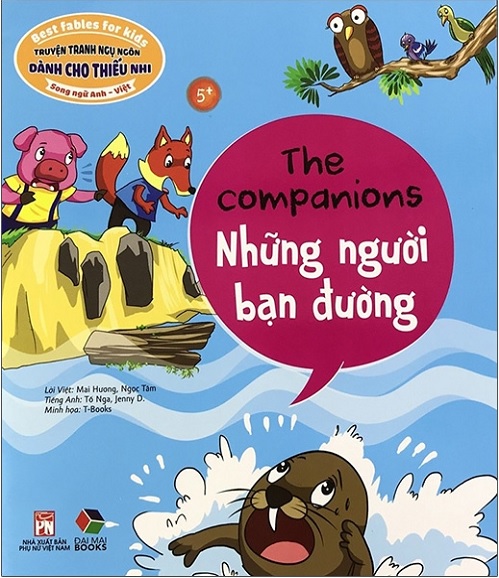 Best fables for kids
TRUYỆN TRANH NGỤ NGÔN
DÀNH CHO THIẾU NHI
Song ngữ Anh - Việt
5+
The
companions
Những người
bạn đường
Lời Việt: Mai Hương, Ngọc Tâm
Tiếng Anh: Tô Nga, Jenny D.
Minh họa: T-Books
PN
NHÀ XUẤT BẢN
PHỤ NỮ VIỆT NAM
ĐẠI MAI
BOOKS